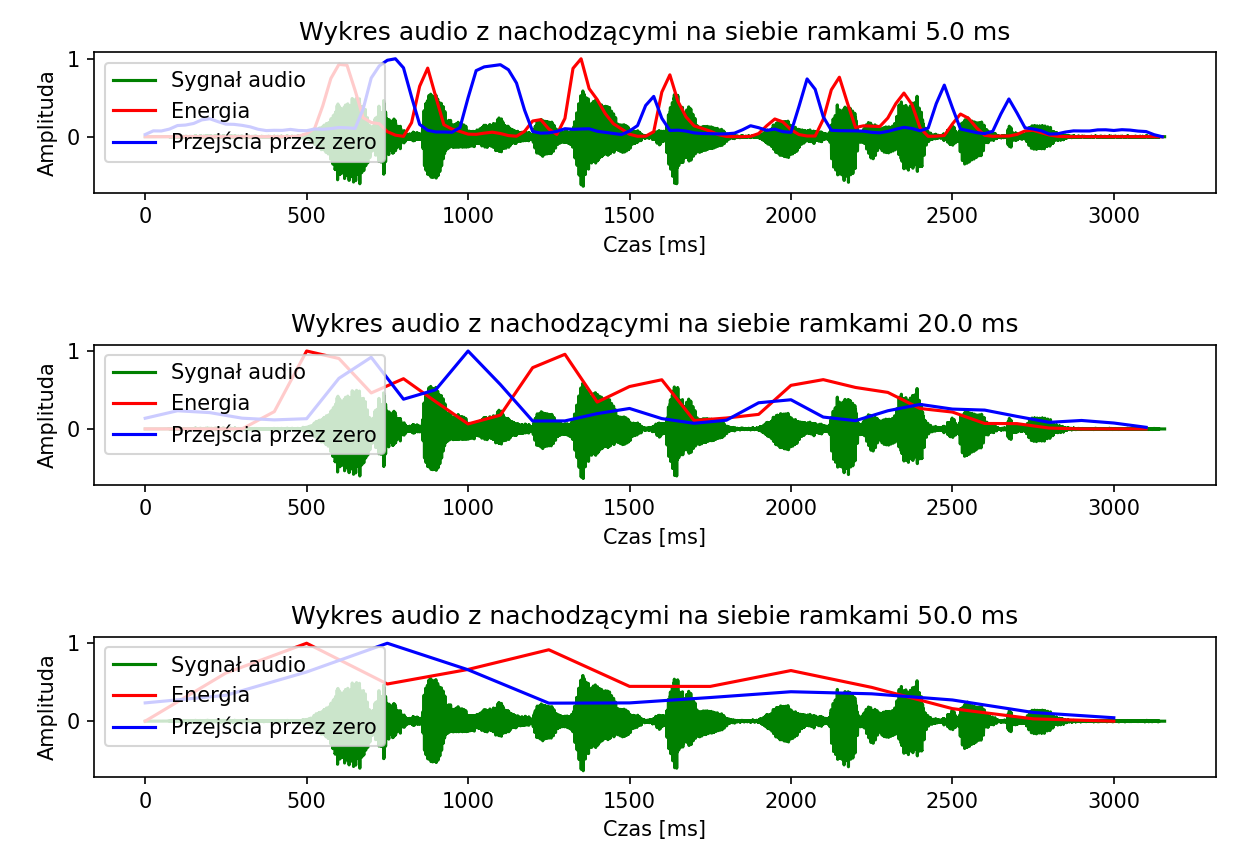 Wykres audio z nachodzącymi na siebie ramkami 5.0 ms
1
0
Amplituda
Sygnał audio
Energia
Przejścia przez zero
0 500 1000 1500 2000 2500 3000
Czas [ms]
Wykres audio z nachodzącymi na siebie ramkami 20.0 ms
1
0
Amplituda
Sygnał audio
Energia
Przejścia przez zero
0 500 1000 1500 2000 2500 3000
Czas [ms]
Wykres audio z nachodzącymi na siebie ramkami 50.0 ms
1
0
Amplituda
Sygnał audio
Energia
Przejścia przez zero
0 500 1000 1500 2000 2500 3000
Czas [ms]